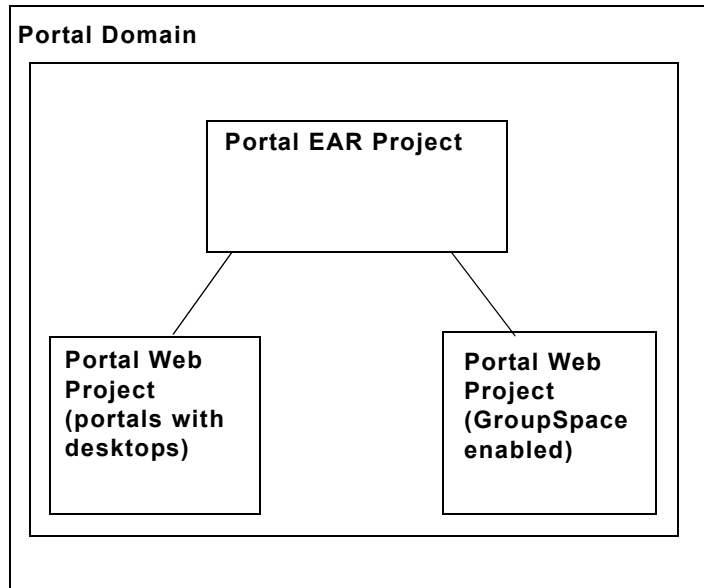 Portal Domain
Portal EAR Project
Portal Web
Project
(portals with
desktops)
Portal Web
Project
(GroupSpace
enabled)